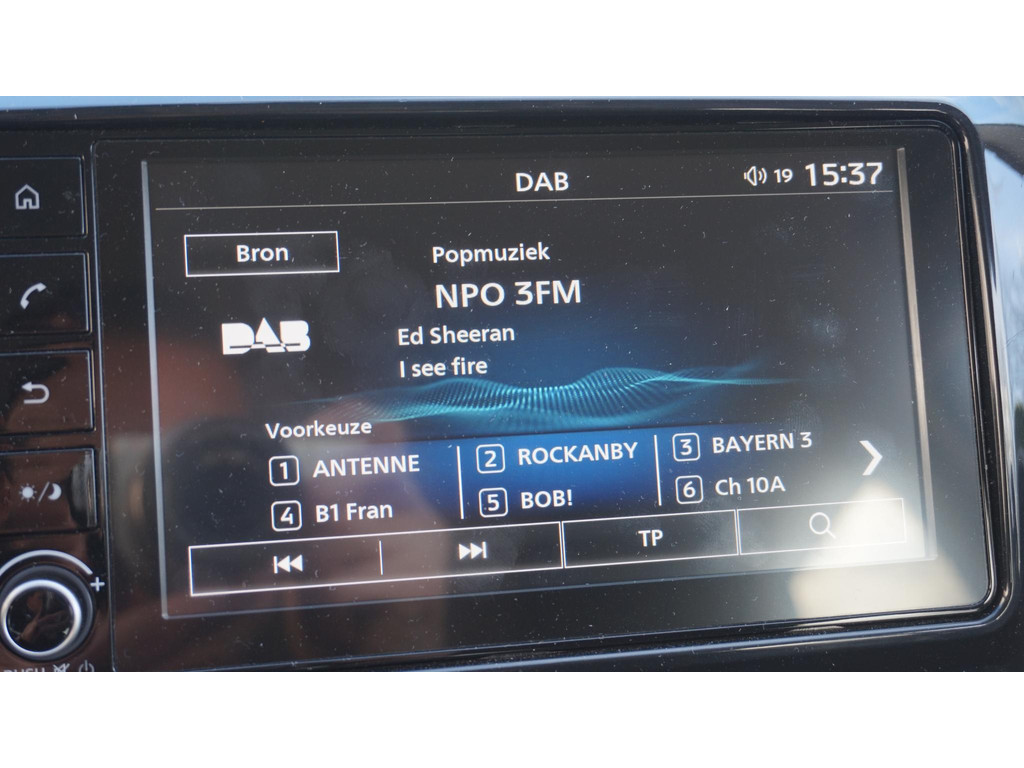 DAB 19 15:37
Bron
Popmuziek
NPO 3FM
DAB
Ed Sheeran
I see fire
Voorkeuze
1 ANTENNE 2 ROCKANBY 3 BAYERN 3
4 B1 Fran 5 BOB! 6 Ch 10A
TP
PUSH